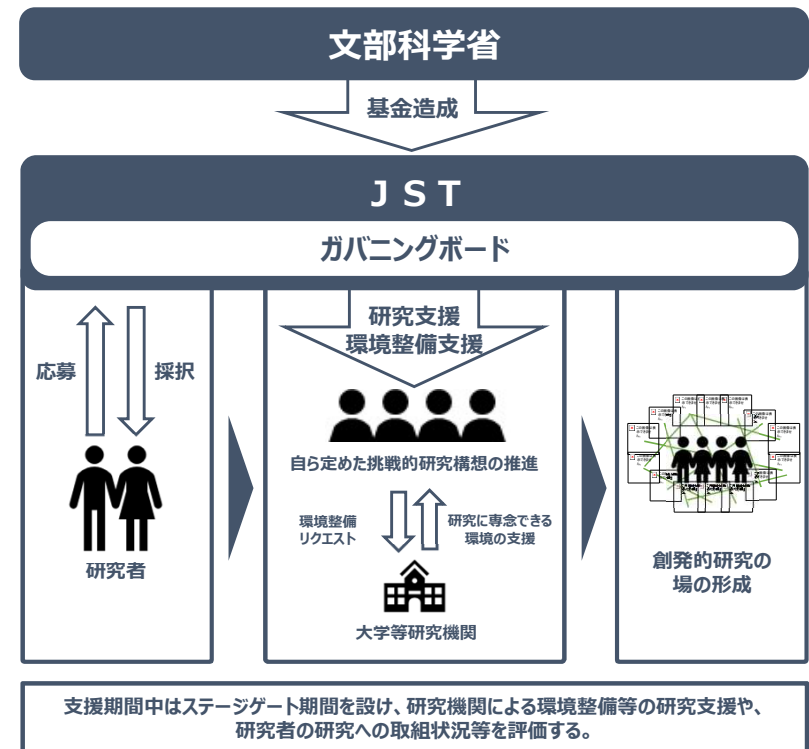 文部科学省
基金造成
ＪＳＴ
ガバニングボード
応募
採択
研究者
研究支援
環境整備支援
自ら定めた挑戦的研究構想の推進
環境整備
リクエスト
研究に専念できる
環境の支援
大学等研究機関
創発的研究の
場の形成
支援期間中はステージゲート期間を設け、研究機関による環境整備等の研究支援や、
研究者の研究への取組状況等を評価する。